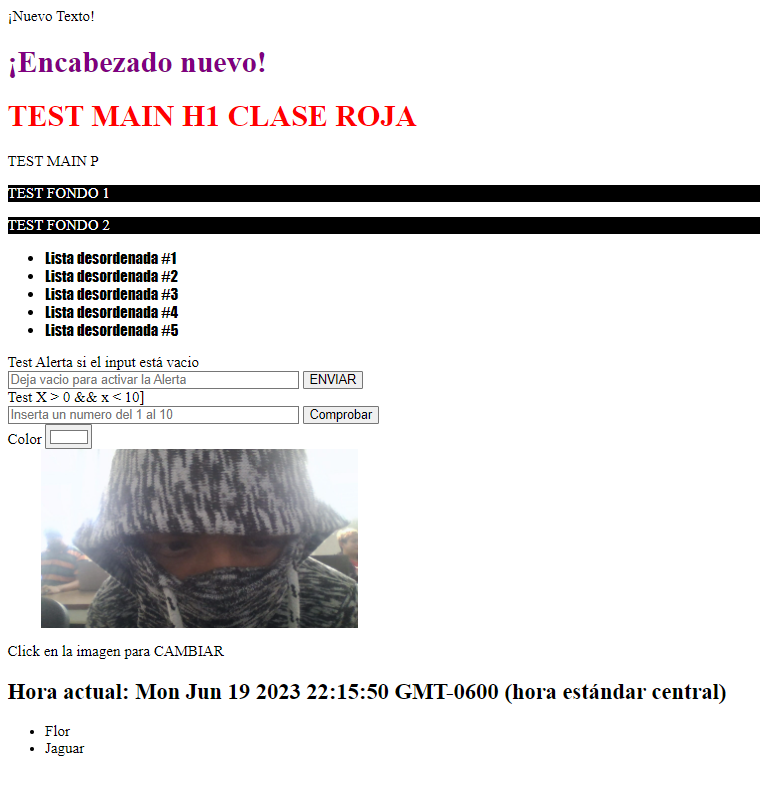 ¡Nuevo Texto!
¡Encabezado nuevo!
TEST MAIN H1 CLASE ROJA
TEST MAIN P
TEST FONDO 1
TEST FONDO 2
Lista desordenada #1
Lista desordenada #2
Lista desordenada #3
Lista desordenada #4
Lista desordenada #5
Test Alerta si el input está vacio
Deja vacio para activar la Alerta ENVIAR
Test X > 0 && x < 10]
Inserta un numero del 1 al 10 Comprobar
Color
Click en la imagen para CAMBIAR
Hora actual: Mon Jun 19 2023 22:15:50 GMT-0600 (hora estándar central)
Flor
Jaguar